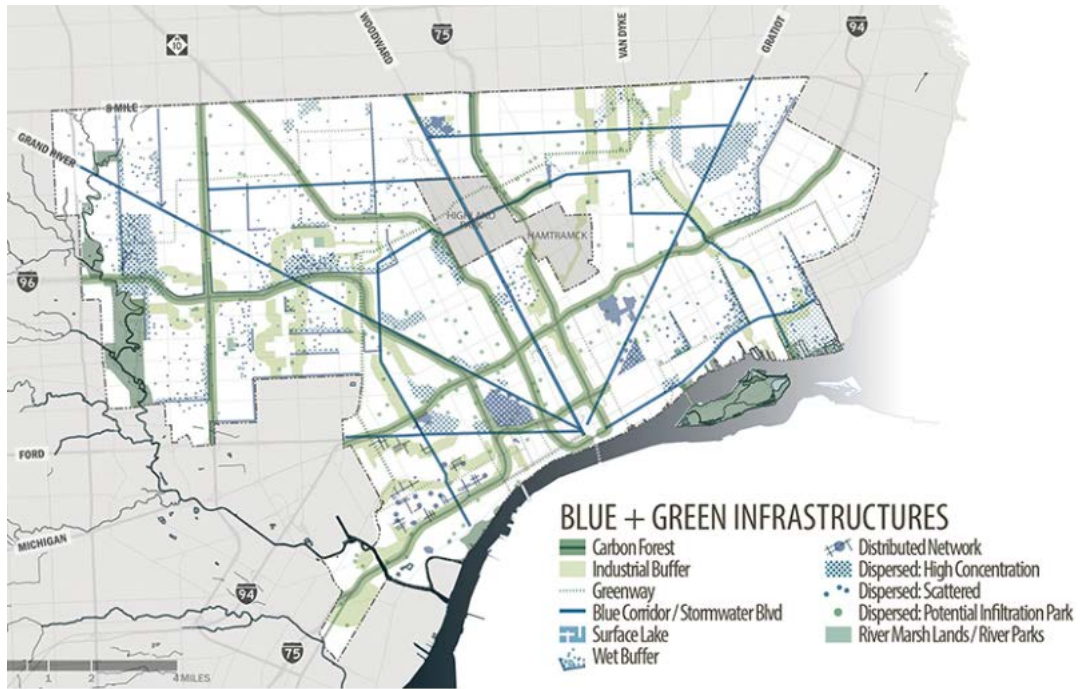 WOODWARD
75
VAN DYKE
GRATIOT
94
M
10
8 MILE
GRAND RIVER
HIGHLAND
PARK
HAMTRAMCK
96
FORD
MICHIGAN
94
75
1
2
4 MILES
BLUE + GREEN INFRASTRUCTURES
Carbon Forest
Industrial Buffer
Greenway
Blue Corridor / Stormwater Blvd
Surface Lake
Wet Buffer
Distributed Network
Dispersed: High Concentration
Dispersed: Scattered
Dispersed: Potential Infiltration Park
River Marsh Lands / River Parks